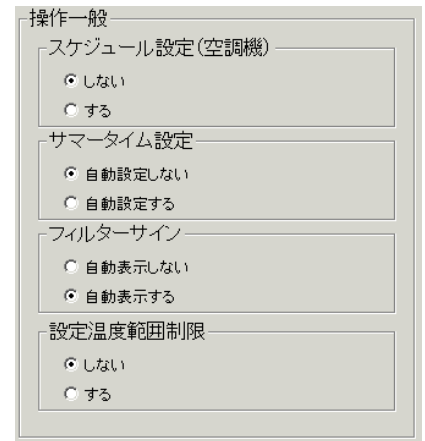 操作一般
スケジュール設定(空調機)
しない
する
サマータイム設定
自動設定しない
自動設定する
フィルターサイン
自動表示しない
自動表示する
設定温度範囲制限
しない
する